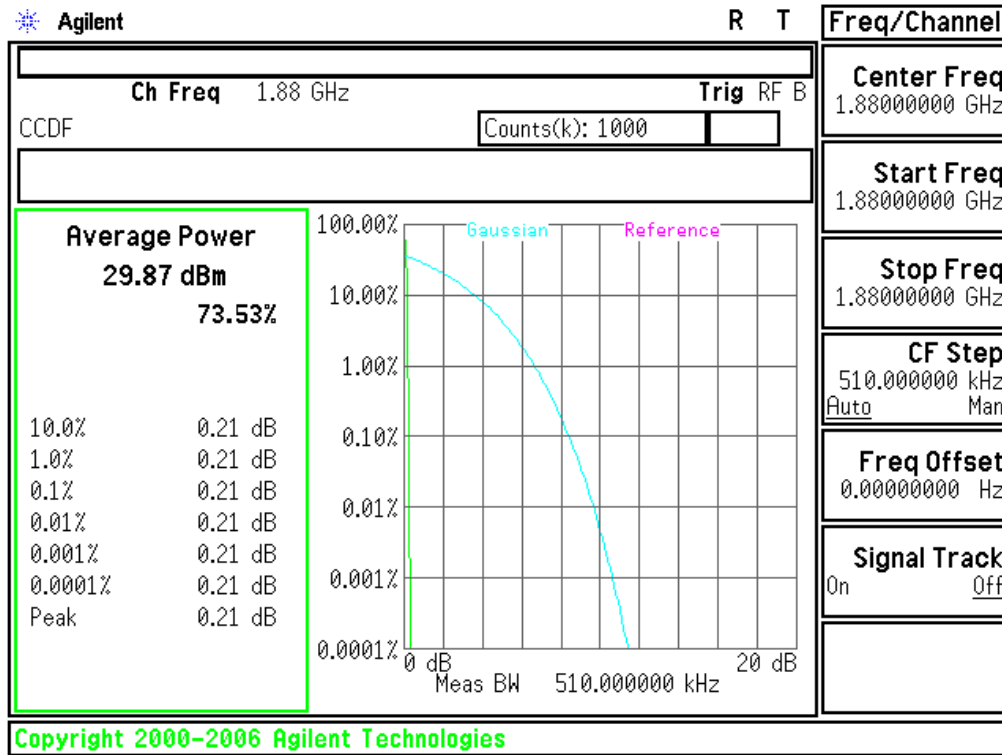 Agilent R T
Ch Freq 1.88 GHz Trig RF B
CCDF Counts(k): 1000
Average Power
29.87 dBm
73.53%
10.0% 0.21 dB
1.0% 0.21 dB
0.1% 0.21 dB
0.01% 0.21 dB
0.001% 0.21 dB
0.0001% 0.21 dB
Peak 0.21 dB
Gaussian Reference
100.00%
10.00%
1.00%
0.10%
0.01%
0.001%
0.0001%
0 dB 20 dB
Meas BW 510.000000 kHz
Freq/Channel
Center Freq
1.88000000 GHz
Start Freq
1.88000000 GHz
Stop Freq
1.88000000 GHz
CF Step
510.000000 kHz
Auto Man
Freq Offset
0.00000000 Hz
Signal Track
On Off
Copyright 2000-2006 Agilent Technologies